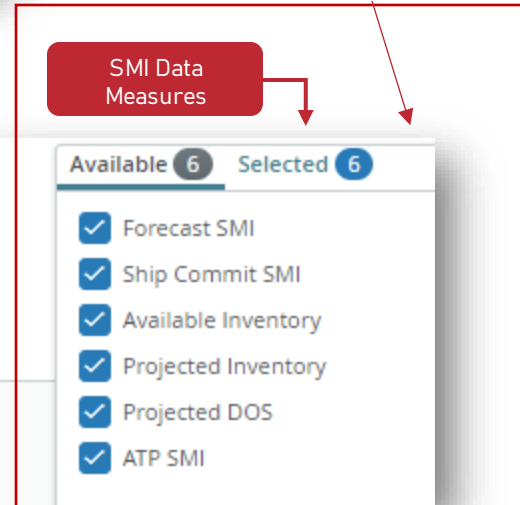 SMI Data
Measures
Available 6 Selected 6
Forecast SMI
Ship Commit SMI
Available Inventory
Projected Inventory
Projected DOS
ATP SMI